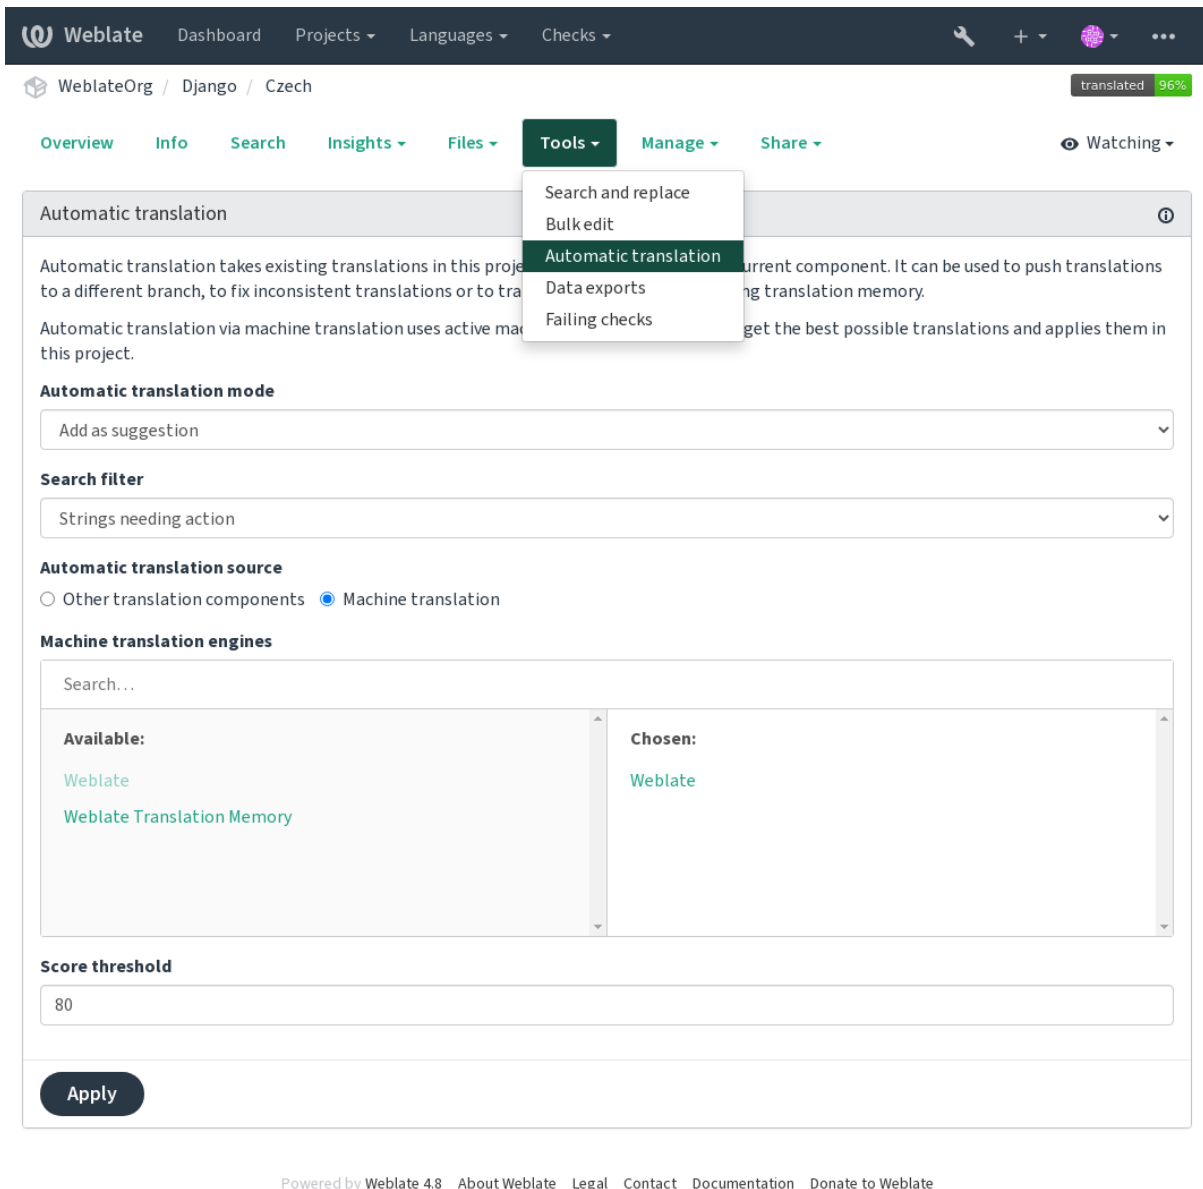 Weblate Dashboard Projects Languages Checks
WeblateOrg / Django / Czech translated 96%
Overview Info Search Insights Files Tools Manage Share Watching
Search and replace
Bulk edit
Automatic translation
Data exports
Failing checks
Automatic translation
Automatic translation takes existing translations in this proje urrent component. It can be used to push translations
to a different branch, to fix inconsistent translations or to tra ng translation memory.
Automatic translation via machine translation uses active mac get the best possible translations and applies them in
this project.
Automatic translation mode
Add as suggestion
Search filter
Strings needing action
Automatic translation source
Other translation components Machine translation
Machine translation engines
Search...
Available: Chosen:
Weblate Weblate
Weblate Translation Memory
Score threshold
80
Apply
Powered by Weblate 4.8 About Weblate Legal Contact Documentation Donate to Weblate